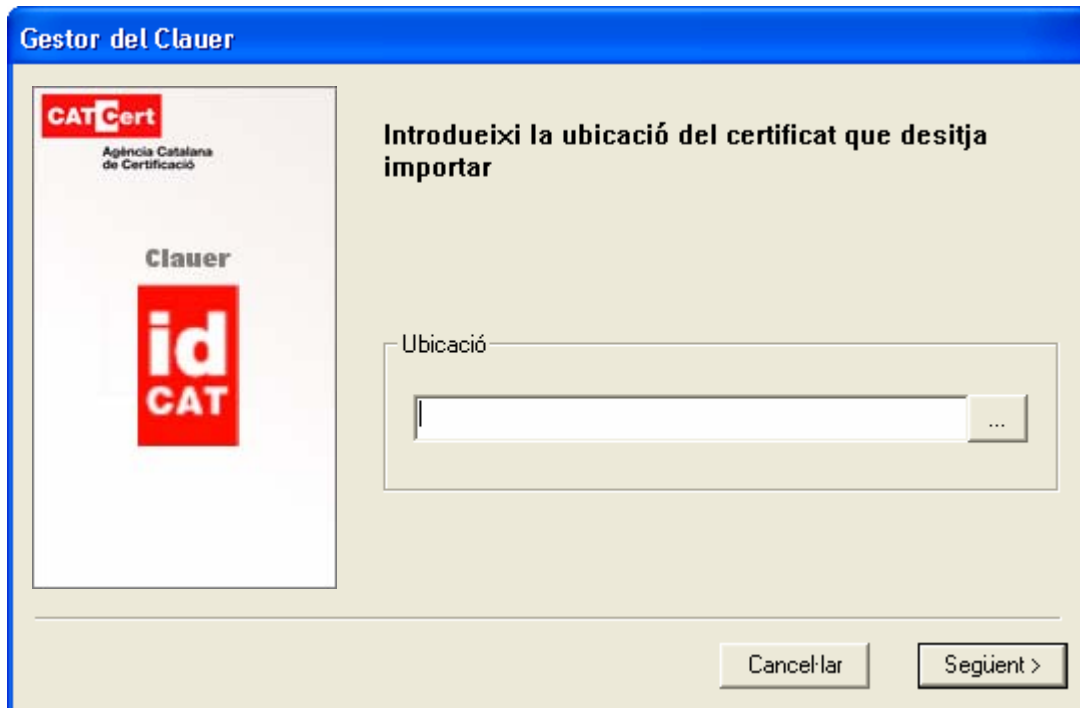 Gestor del Clauer
CATCert
Agència Catalana
de Certificació
Clauer
id
CAT
Introdueixi la ubicació del certificat que desitja
importar
Ubicació
...
Cancel·lar
Següent >